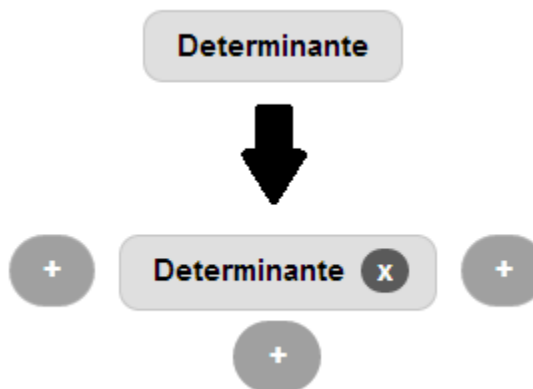 Determinante
+ Determinante x +
+